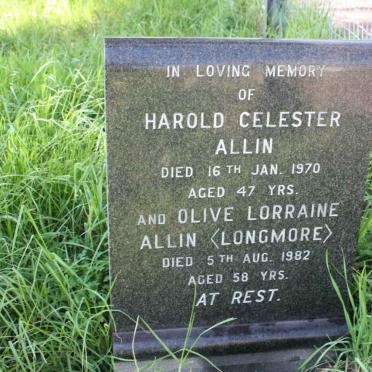 IN LOVING MEMORY
OF
HAROLD CELESTER
ALLIN
DIED 16TH JAN. 1970
AGED 47 YRS.
AND OLIVE LORRAINE
ALLIN <LONGMORE>
DIED 5TH AUG. 1982
AGED 58 YRS.
AT REST.